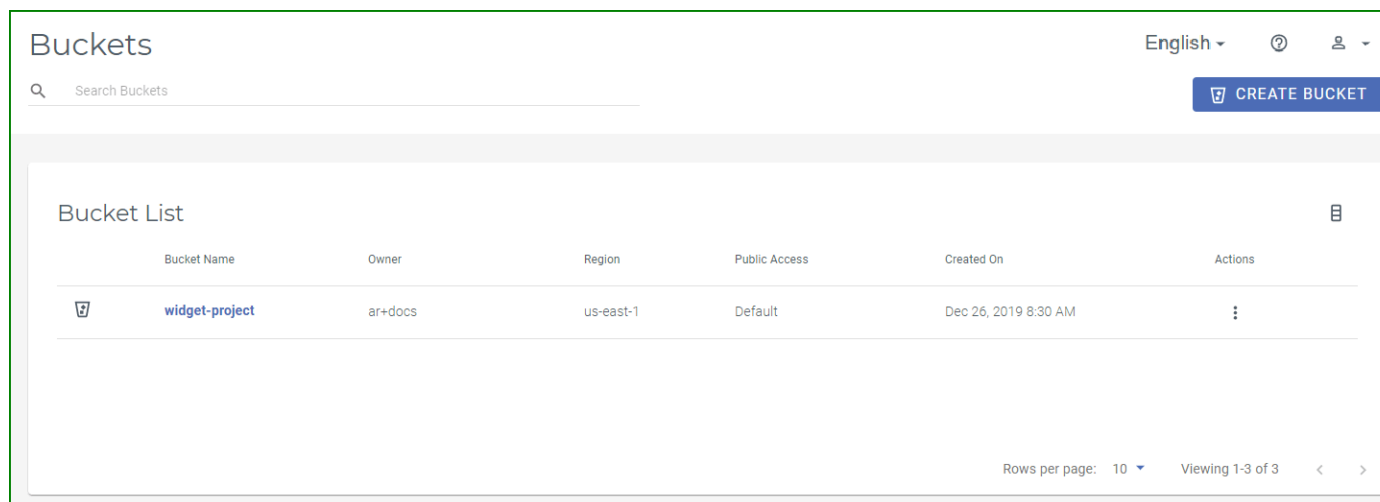 Buckets
English
Search Buckets
CREATE BUCKET
Bucket List
Bucket Name Owner Region Public Access Created On Actions
widget-project ar+docs us-east-1 Default Dec 26, 2019 8:30 AM
Rows per page: 10 Viewing 1-3 of 3